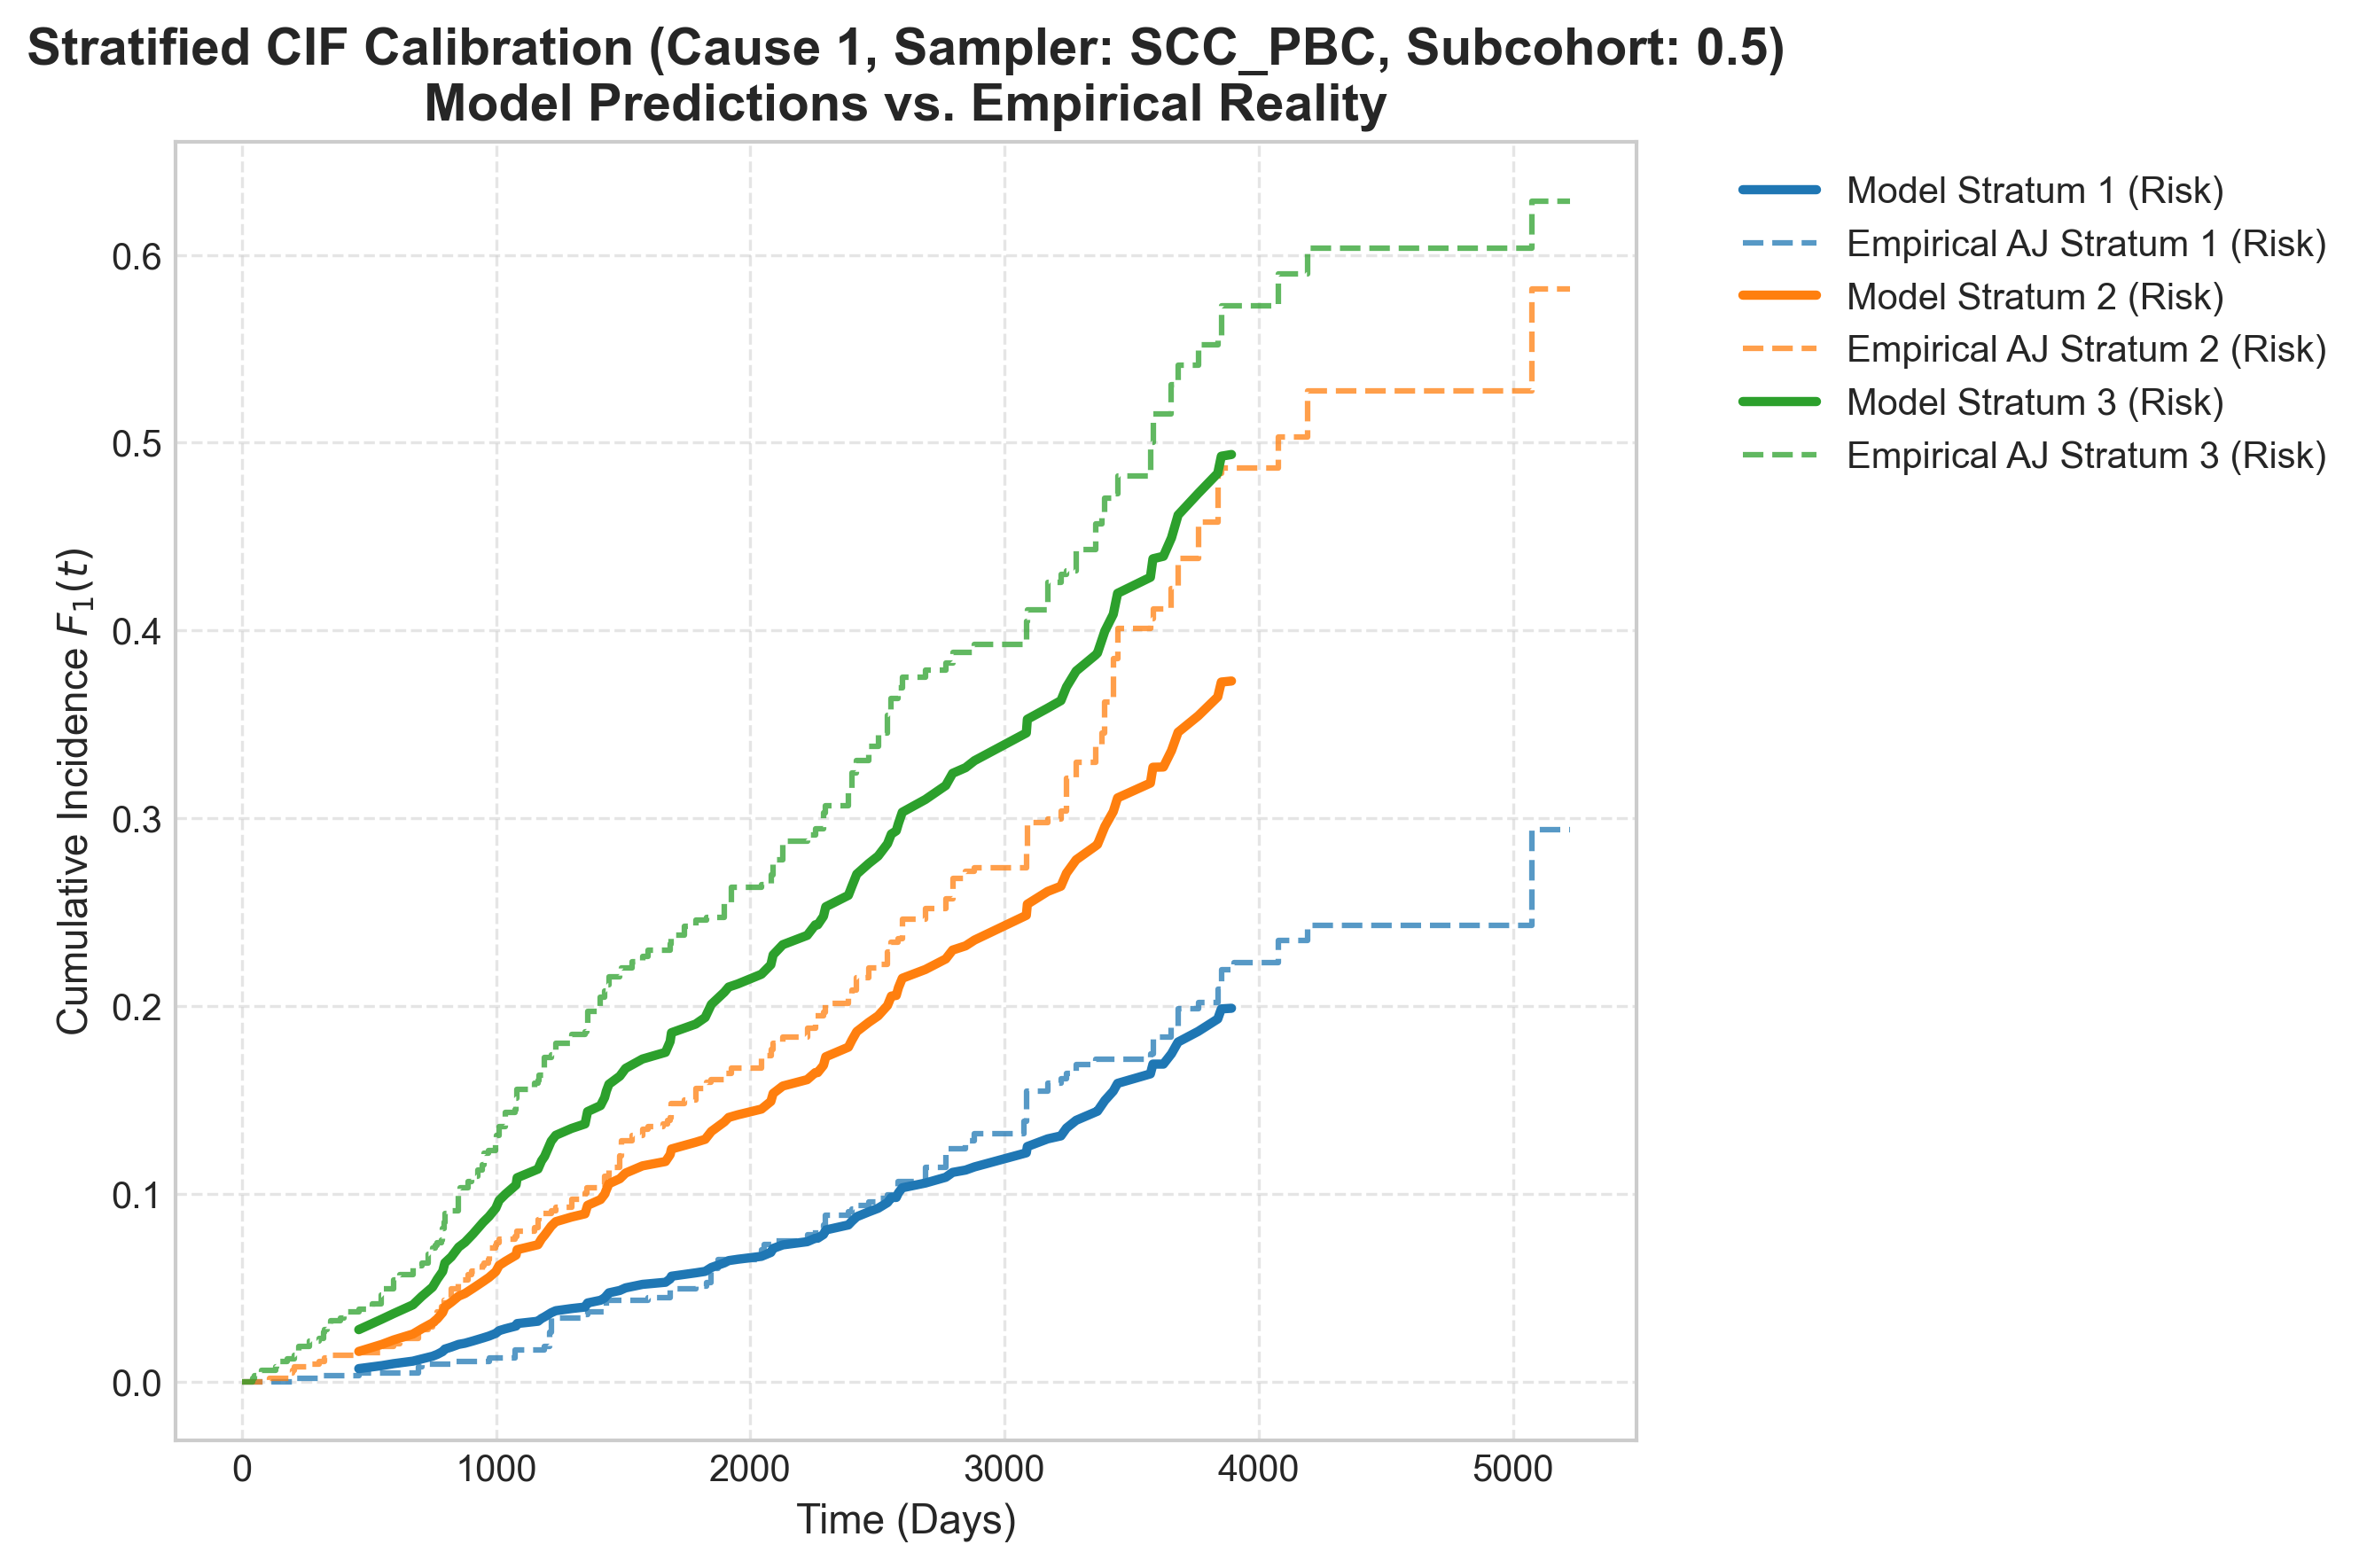 Stratified CIF Calibration (Cause 1, Sampler: SCC_PBC, Subcohort: 0.5)
Model Predictions vs. Empirical Reality
Model Stratum 1 (Risk)
Empirical AJ Stratum 1 (Risk)
Model Stratum 2 (Risk)
Empirical AJ Stratum 2 (Risk)
Model Stratum 3 (Risk)
Empirical AJ Stratum 3 (Risk)
Cumulative Incidence F₁(t)
0.6
0.5
0.4
0.3
0.2
0.1
0.0
0 1000 2000 3000 4000 5000
Time (Days)